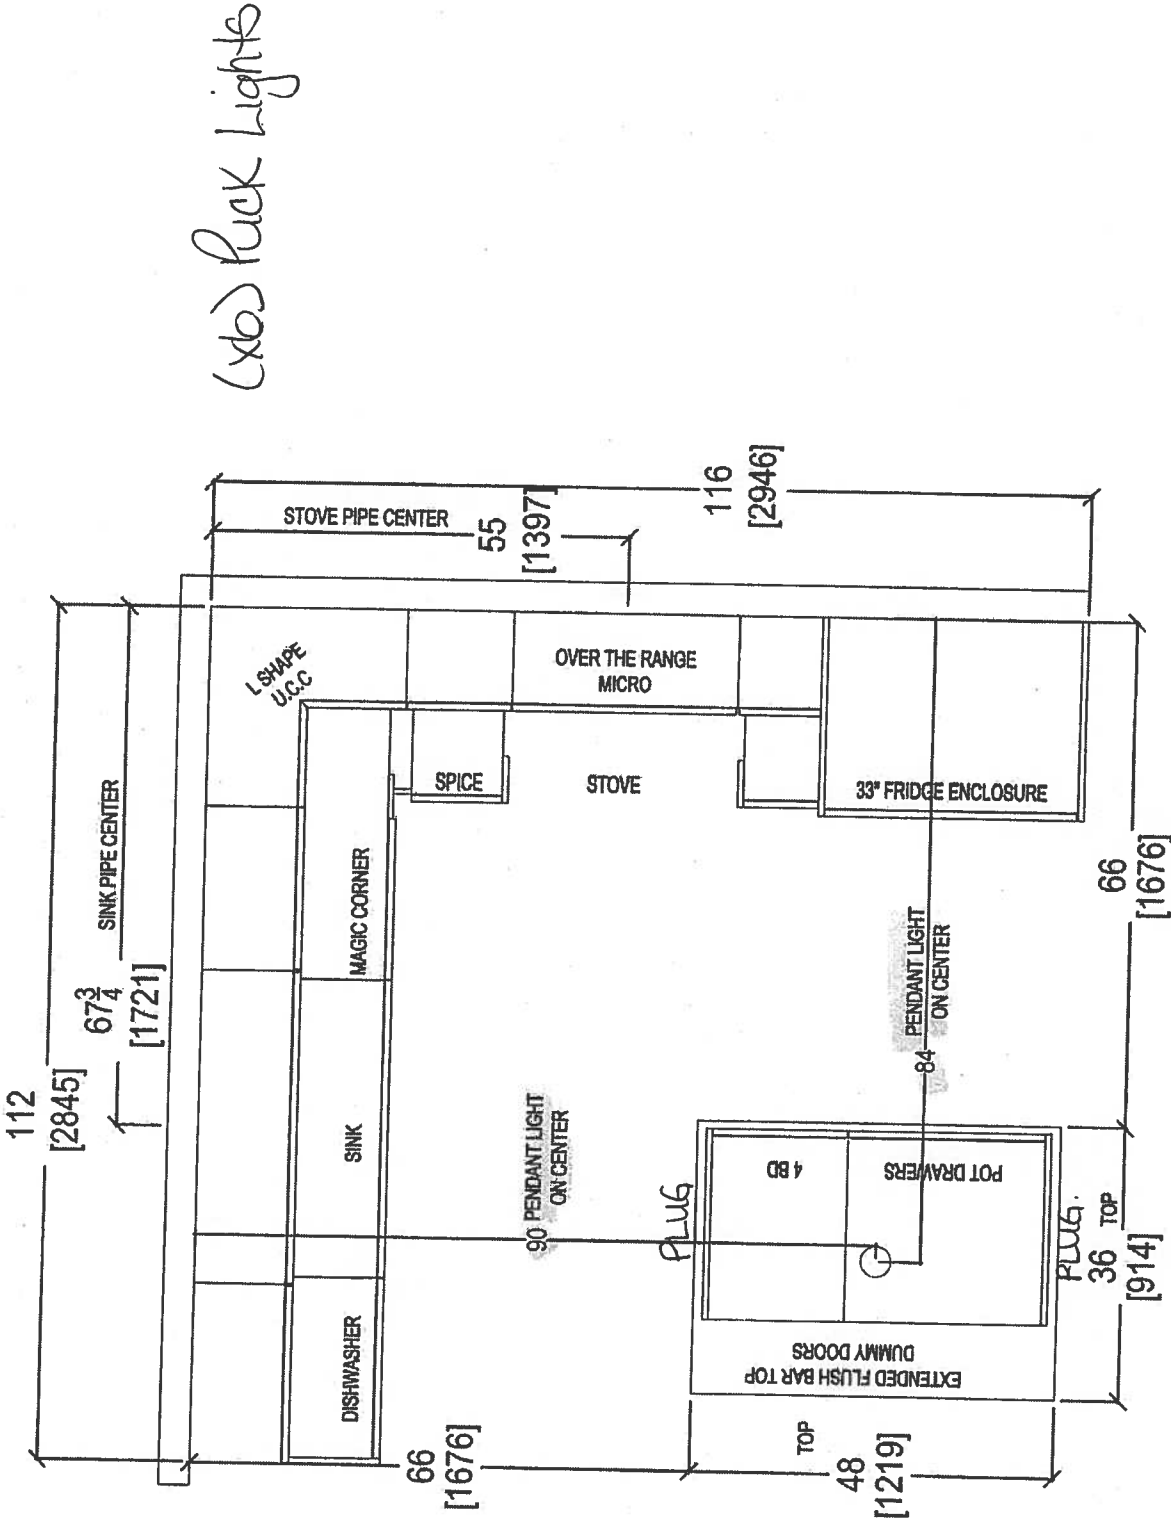 (x6) Puck Lights
112
[2845]
67 3/4
[1721]
SINK PIPE CENTER
STOVE PIPE CENTER
55
[1397]
116
[2946]
L SHAPE
U.C.C
OVER THE RANGE
MICRO
SPICE
STOVE
33" FRIDGE ENCLOSURE
MAGIC CORNER
SINK
DISHWASHER
90 PENDANT LIGHT
ON CENTER
PENDANT LIGHT
ON CENTER
84
66
[1676]
PLUG
4 BD
POT DRAWERS
PLUG.
EXTENDED FLUSH BAR TOP
DUMMY DOORS
36 TOP
[914]
66
[1676]
TOP
48
[1219]